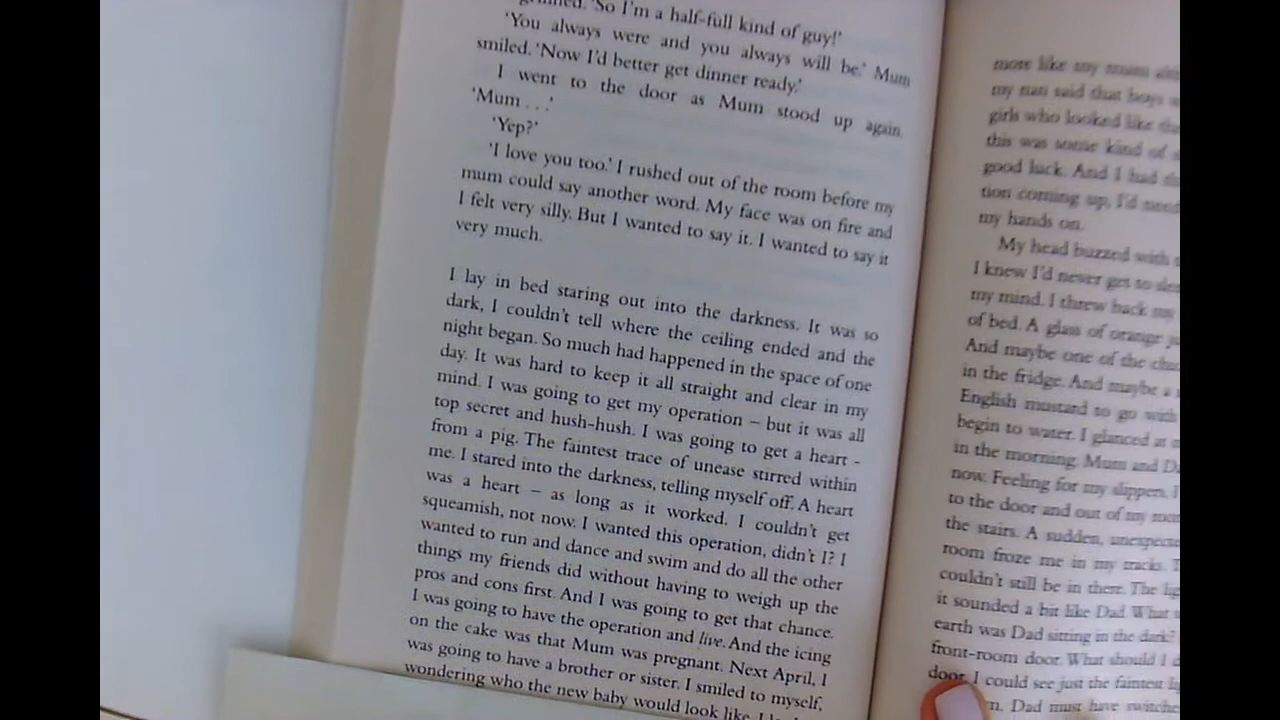 grinned. 'So I'm a half-full kind of guy!'
'You always were and you always will be.' Mum
smiled. 'Now I'd better get dinner ready.'
I went to the door as Mum stood up again.
'Mum . . .'
'Yep?'
'I love you too.' I rushed out of the room before my
mum could say another word. My face was on fire and
I felt very silly. But I wanted to say it. I wanted to say it
very much.
I lay in bed staring out into the darkness. It was so
dark, I couldn't tell where the ceiling ended and the
night began. So much had happened in the space of one
day. It was hard to keep it all straight and clear in my
mind. I was going to get my operation – but it was all
top secret and hush-hush. I was going to get a heart -
from a pig. The faintest trace of unease stirred within
me. I stared into the darkness, telling myself off. A heart
was a heart – as long as it worked. I couldn't get
squeamish, not now. I wanted this operation, didn't I? I
wanted to run and dance and swim and do all the other
things my friends did without having to weigh up the
pros and cons first. And I was going to get that chance.
I was going to have the operation and live. And the icing
on the cake was that Mum was pregnant. Next April, I
was going to have a brother or sister. I smiled to myself,
wondering who the new baby would look like.
more like my mum
my nan said that boys
girls who looked like
this was some kind of
good luck. And I had
tion coming up, I'd need
my hands on.
My head buzzed with
I knew I'd never get to
my mind. I threw back my
of bed. A glass of orange
And maybe one of the
in the fridge. And maybe a
English mustard to go with
begin to water. I glanced at
in the morning. Mum and
now. Feeling for my slippers, I
to the door and out of my room
the stairs. A sudden,
room froze me in my tracks.
couldn't still be in there. The
it sounded a bit like Dad. What
earth was Dad sitting in the dark?
front-room door. What should I
door, I could see just the faintest
Dad must have